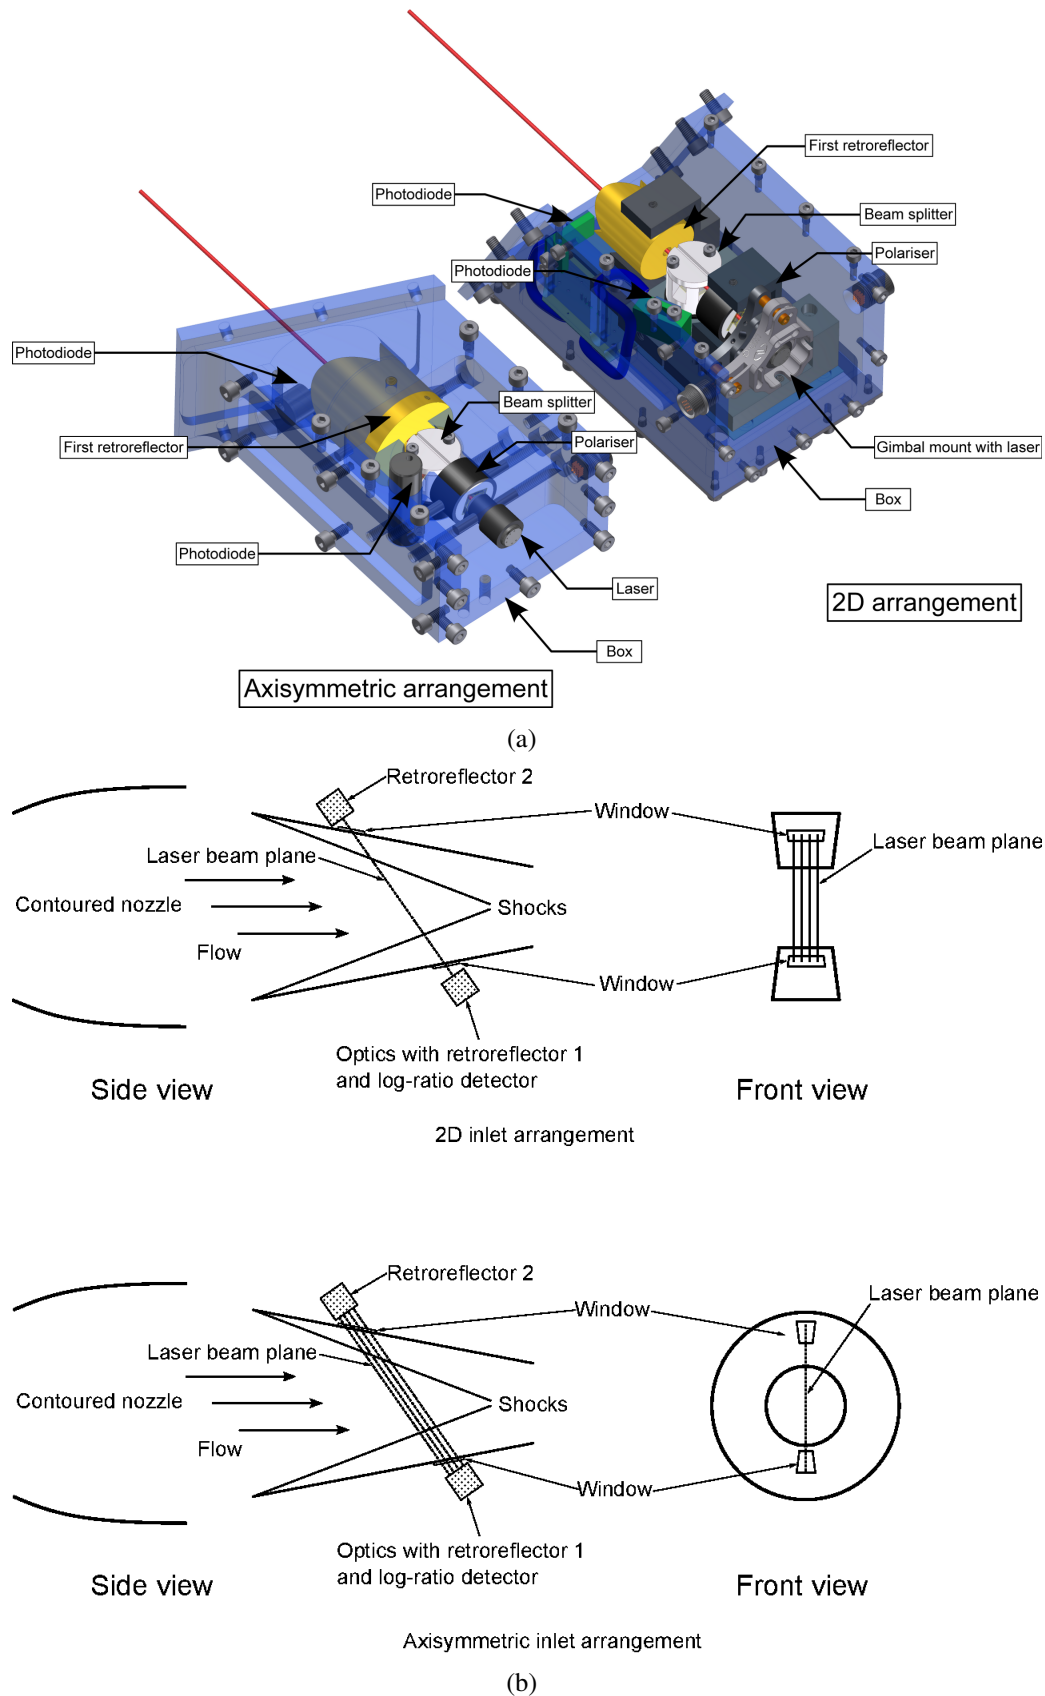 First retroreflector
Photodiode
Beam splitter
Polariser
Photodiode
Photodiode
Beam splitter
First retroreflector
Polariser
Gimbal mount with laser
Box
Photodiode
Laser
2D arrangement
Box
Axisymmetric arrangement
(a)
Retroreflector 2
Window
Laser beam plane
Laser beam plane
Contoured nozzle
Shocks
Flow
Window
Optics with retroreflector 1
and log-ratio detector
Side view
Front view
2D inlet arrangement
Retroreflector 2
Laser beam plane
Window
Laser beam plane
Contoured nozzle
Shocks
Flow
Window
Optics with retroreflector 1
and log-ratio detector
Side view
Front view
Axisymmetric inlet arrangement
(b)